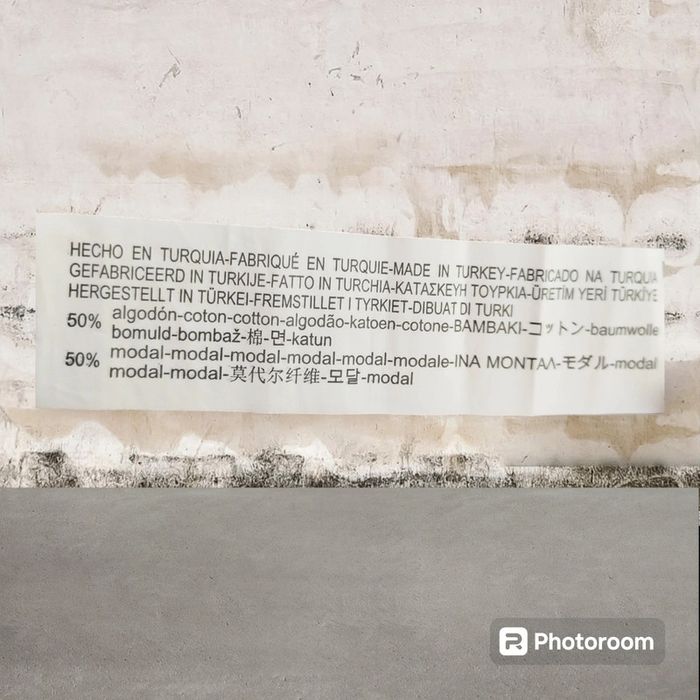 HECHO EN TURQUIA-FABRIQUÉ EN TURQUIE-MADE IN TURKEY-FABRICADO NA TURQUIA
GEFABRICEERD IN TURKIJE-FATTO IN TURCHIA-ΚΑΤΑΣΚΕΥΗ ΤΟΥΡΚΙΑ-ÜRETİM YERİ TÜRKİYE
HERGESTELLT IN TÜRKEI-FREMSTILLET I TYRKIET-DIBUAT DI TURKI
50% algodón-coton-cotton-algodão-katoen-cotone-ΒΑΜΒΑΚΙ-コットン-baumwolle
bomuld-bombaž-棉-면-katun
50% modal-modal-modal-modal-modal-modale-ΙΝΑ ΜΟΝΤΑΛ-モダル-modal
modal-modal-莫代尔纤维-모달-modal
Photoroom